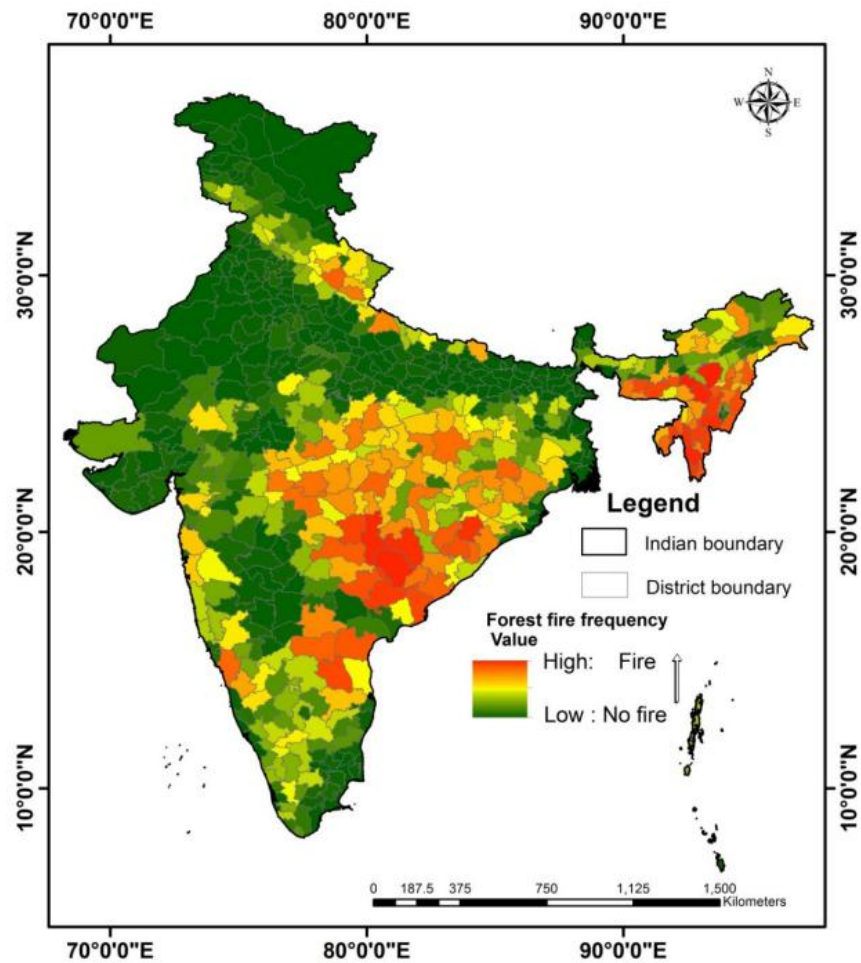 70°0'0"E 80°0'0"E 90°0'0"E
N
W E
S
30°0'0"N 30°0'0"N
20°0'0"N 20°0'0"N
10°0'0"N 10°0'0"N
Legend
Indian boundary
District boundary
Forest fire frequency
Value
High: Fire
Low : No fire
0 187.5 375 750 1,125 1,500
Kilometers
70°0'0"E 80°0'0"E 90°0'0"E